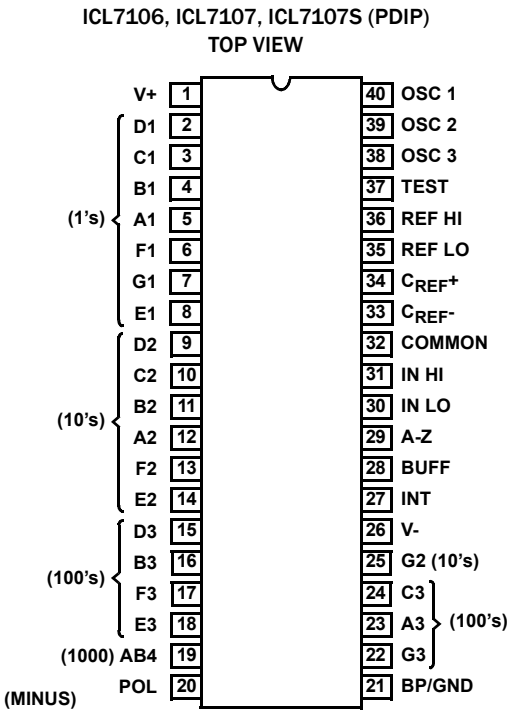 ICL7106, ICL7107, ICL7107S (PDIP)
TOP VIEW
V+ 1 40 OSC 1
D1 2 39 OSC 2
C1 3 38 OSC 3
B1 4 37 TEST
(1's) A1 5 36 REF HI
F1 6 35 REF LO
G1 7 34 CREF+
E1 8 33 CREF-
D2 9 32 COMMON
C2 10 31 IN HI
B2 11 30 IN LO
(10's) A2 12 29 A-Z
F2 13 28 BUFF
E2 14 27 INT
D3 15 26 V-
B3 16 25 G2 (10's)
(100's) F3 17 24 C3
E3 18 23 A3 (100's)
(1000) AB4 19 22 G3
(MINUS) POL 20 21 BP/GND